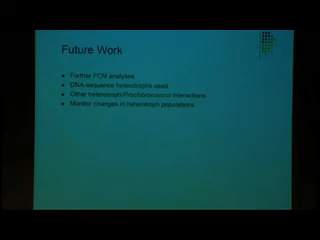 Future Work
Further FCM analyses
DNA sequence heterotrophs used
Other heterotroph/Prochlorococcus interactions
Monitor changes in heterotroph populations